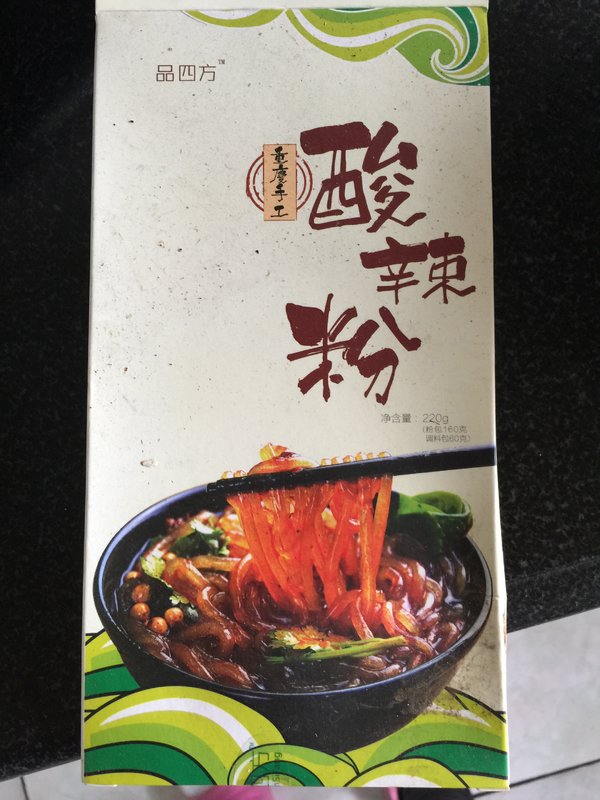 品四方™
重慶手工
酸辣粉
净含量：220g
(粉包160克
调料包60克)